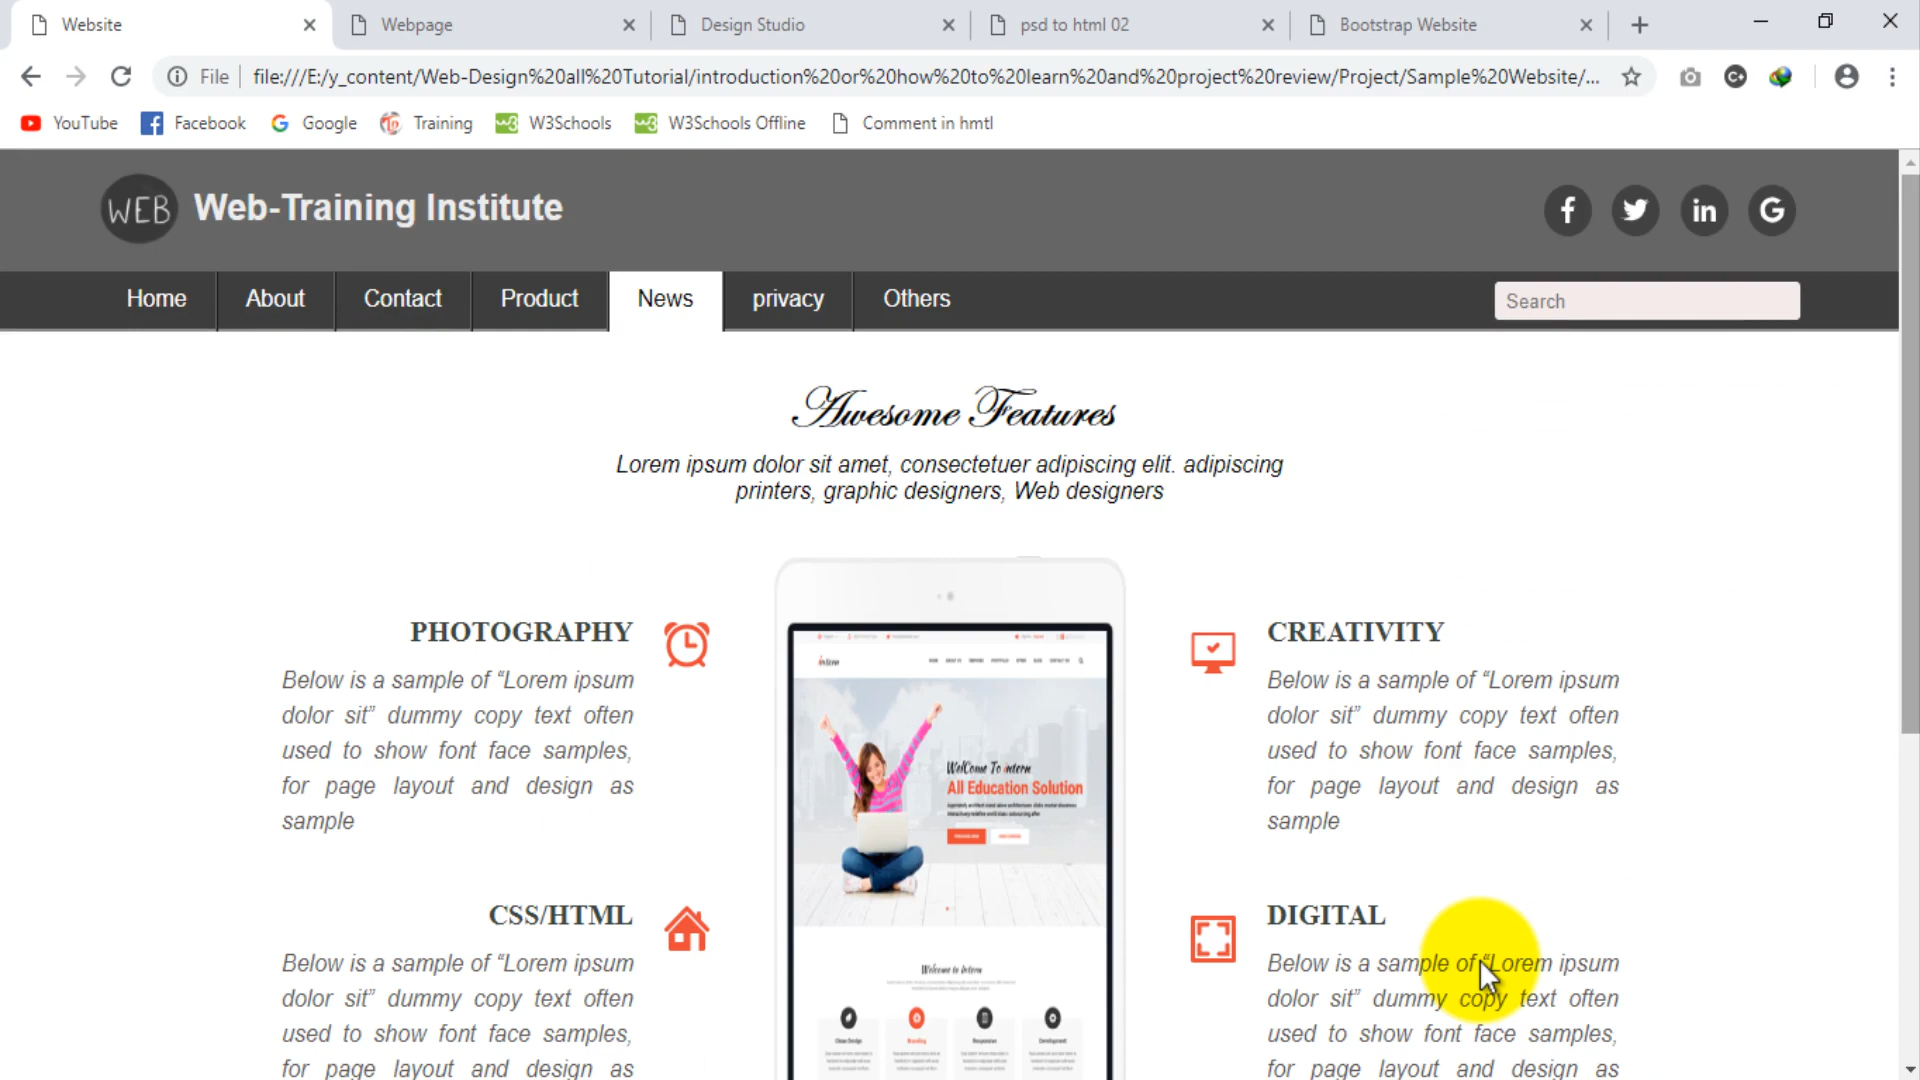 Website
Webpage
Design Studio
psd to html 02
Bootstrap Website
File
file:///E:/y_content/Web-Design%20all%20Tutorial/introduction%20or%20how%20to%20learn%20and%20project%20review/Project/Sample%20Website/...
YouTube
Facebook
Google
Training
W3Schools
W3Schools Offline
Comment in hmtl
WEB
Web-Training Institute
Home
About
Contact
Product
News
privacy
Others
Search
Awesome Features
Lorem ipsum dolor sit amet, consectetuer adipiscing elit. adipiscing
printers, graphic designers, Web designers
PHOTOGRAPHY
Below is a sample of “Lorem ipsum
dolor sit” dummy copy text often
used to show font face samples,
for page layout and design as
sample
CREATIVITY
Below is a sample of “Lorem ipsum
dolor sit” dummy copy text often
used to show font face samples,
for page layout and design as
sample
WelCome To intern
All Education Solution
Welcome to Intern
CSS/HTML
Below is a sample of “Lorem ipsum
dolor sit” dummy copy text often
used to show font face samples,
for page layout and design as
DIGITAL
Below is a sample of “Lorem ipsum
dolor sit” dummy copy text often
used to show font face samples,
for page layout and design as